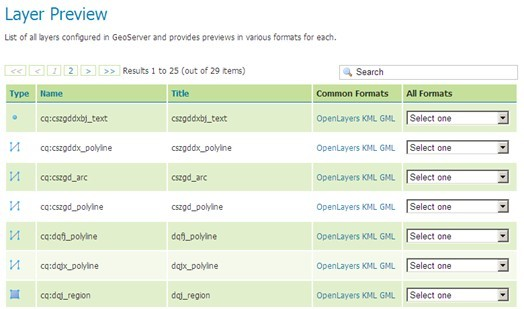 Layer Preview
List of all layers configured in GeoServer and provides previews in various formats for each.
<< < 1 2 > >> Results 1 to 25 (out of 29 items) Search
Type Name Title Common Formats All Formats
cq:cszgddxbj_text cszgddxbj_text OpenLayers KML GML Select one
cq:cszgddx_polyline cszgddx_polyline OpenLayers KML GML Select one
cq:cszgd_arc cszgd_arc OpenLayers KML GML Select one
cq:cszgd_polyline cszgd_polyline OpenLayers KML GML Select one
cq:dqfj_polyline dqfj_polyline OpenLayers KML GML Select one
cq:dqjx_polyline dqjx_polyline OpenLayers KML GML Select one
cq:dqj_region dqj_region OpenLayers KML GML Select one